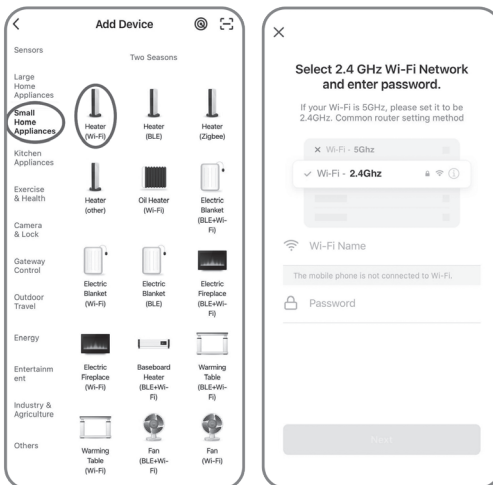 Add Device
Sensors
Large
Home
Appliances
Small
Home
Appliances
Kitchen
Appliances
Exercise
& Health
Camera
& Lock
Gateway
Control
Outdoor
Travel
Energy
Entertainm
ent
Industry &
Agriculture
Others
Two Seasons
Heater
(Wi-Fi)
Heater
(BLE)
Heater
(Zigbee)
Heater
(other)
Oil Heater
(Wi-Fi)
Electric
Blanket
(BLE+Wi-
Fi)
Electric
Blanket
(Wi-Fi)
Electric
Blanket
(BLE)
Electric
Fireplace
(BLE+Wi-
Fi)
Electric
Fireplace
(Wi-Fi)
Baseboard
Heater
(BLE+Wi-
Fi)
Warming
Table
(BLE+Wi-
Fi)
Warming
Table
(Wi-Fi)
Fan
(BLE+Wi-
Fi)
Fan
(Wi-Fi)
Select 2.4 GHz Wi-Fi Network
and enter password.
If your Wi-Fi is 5GHz, please set it to be
2.4GHz. Common router setting method
Wi-Fi - 5Ghz
Wi-Fi - 2.4Ghz
Wi-Fi Name
The mobile phone is not connected to Wi-Fi.
Password
Next